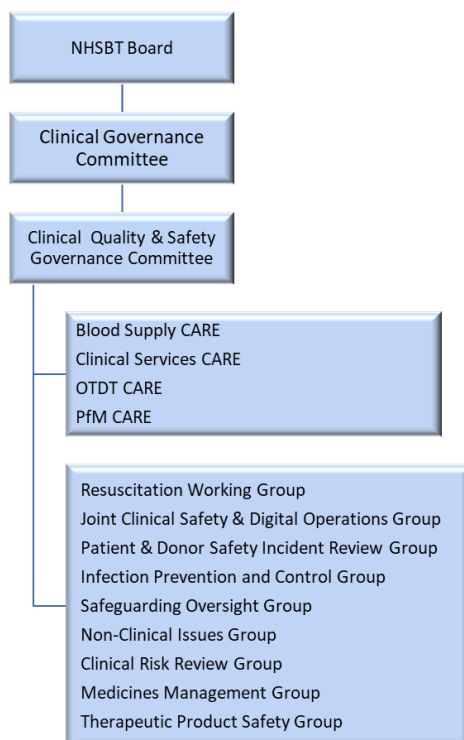 NHSBT Board
Clinical Governance
Committee
Clinical Quality & Safety
Governance Committee
Blood Supply CARE
Clinical Services CARE
OTDT CARE
PfM CARE
Resuscitation Working Group
Joint Clinical Safety & Digital Operations Group
Patient & Donor Safety Incident Review Group
Infection Prevention and Control Group
Safeguarding Oversight Group
Non-Clinical Issues Group
Clinical Risk Review Group
Medicines Management Group
Therapeutic Product Safety Group